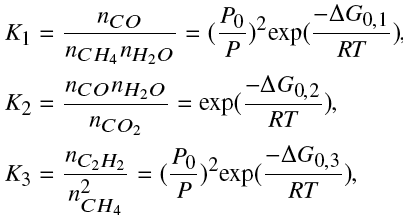 K_1 = \frac{n_{CO}}{n_{CH_4} n_{H_2O}} = (\frac{P_0}{P})^2 exp(\frac{-\Delta G_{0,1}}{RT}),
K_2 = \frac{n_{CO} n_{H_2O}}{n_{CO_2}} = exp(\frac{-\Delta G_{0,2}}{RT}),
K_3 = \frac{n_{C_2H_2}}{n_{CH_4}^2} = (\frac{P_0}{P})^2 exp(\frac{-\Delta G_{0,3}}{RT}),